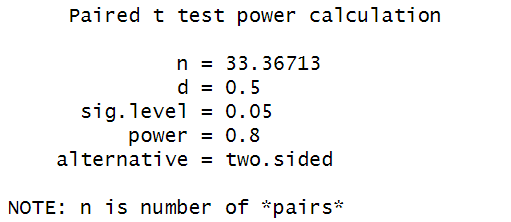 Paired t test power calculation
n = 33.36713
d = 0.5
sig.level = 0.05
power = 0.8
alternative = two.sided
NOTE: n is number of *pairs*